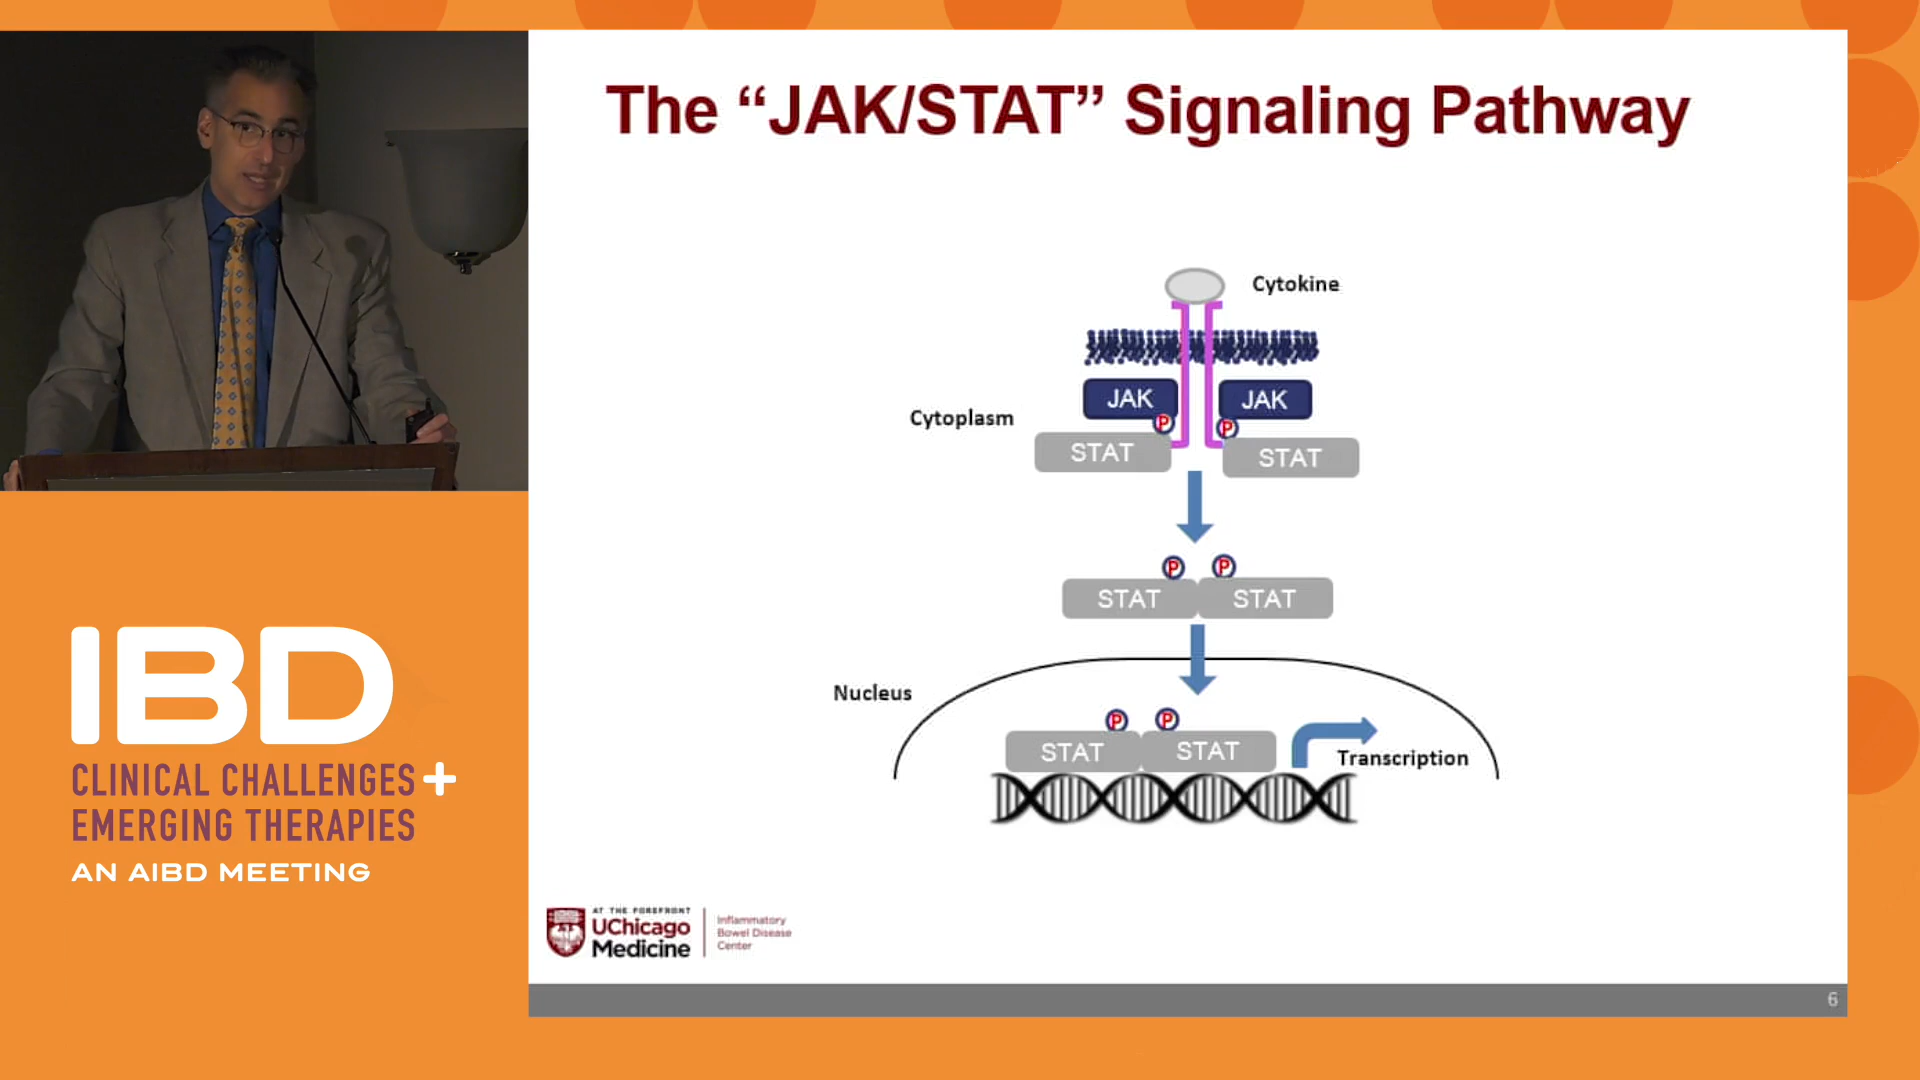 The “JAK/STAT” Signaling Pathway
Cytokine
JAK
JAK
Cytoplasm
P
P
STAT
STAT
P
P
STAT
STAT
Nucleus
P
P
STAT
STAT
Transcription
IBD
CLINICAL CHALLENGES +
EMERGING THERAPIES
AN AIBD MEETING
AT THE FOREFRONT
UChicago
Medicine
Inflammatory
Bowel Disease
Center
6